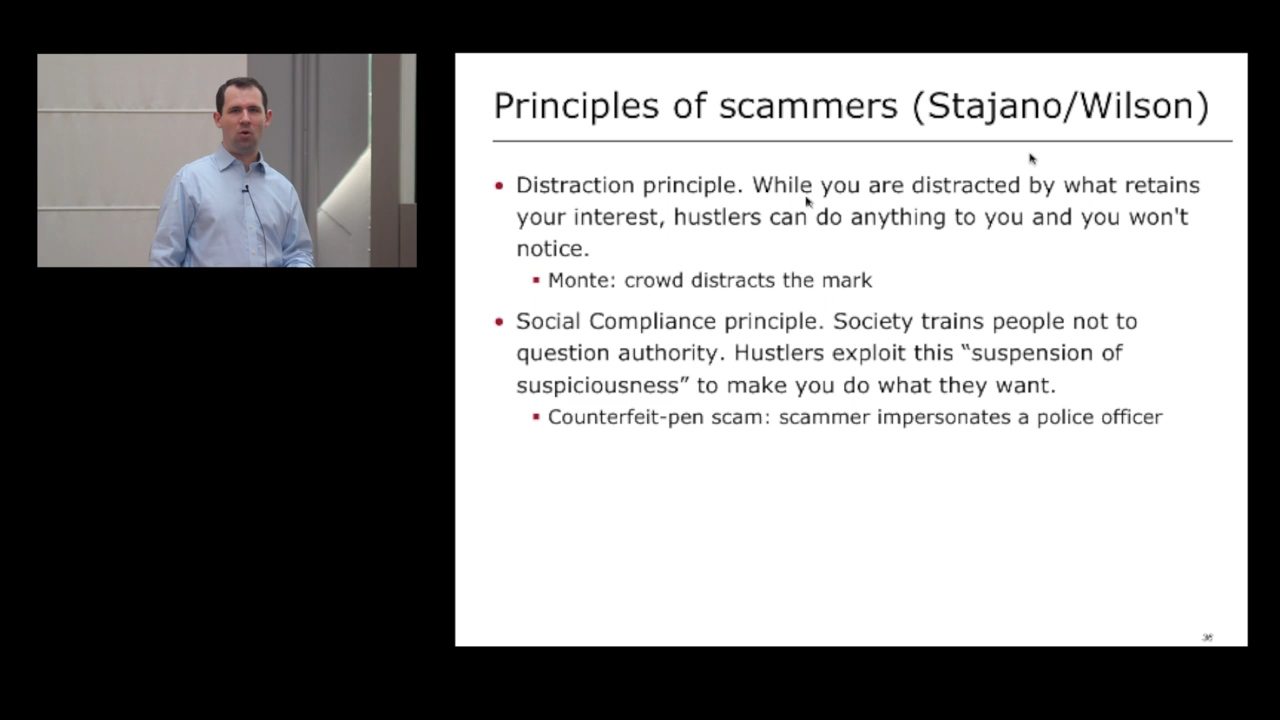 Principles of scammers (Stajano/Wilson)
• Distraction principle. While you are distracted by what retains
your interest, hustlers can do anything to you and you won't
notice.
▪ Monte: crowd distracts the mark
• Social Compliance principle. Society trains people not to
question authority. Hustlers exploit this “suspension of
suspiciousness” to make you do what they want.
▪ Counterfeit-pen scam: scammer impersonates a police officer